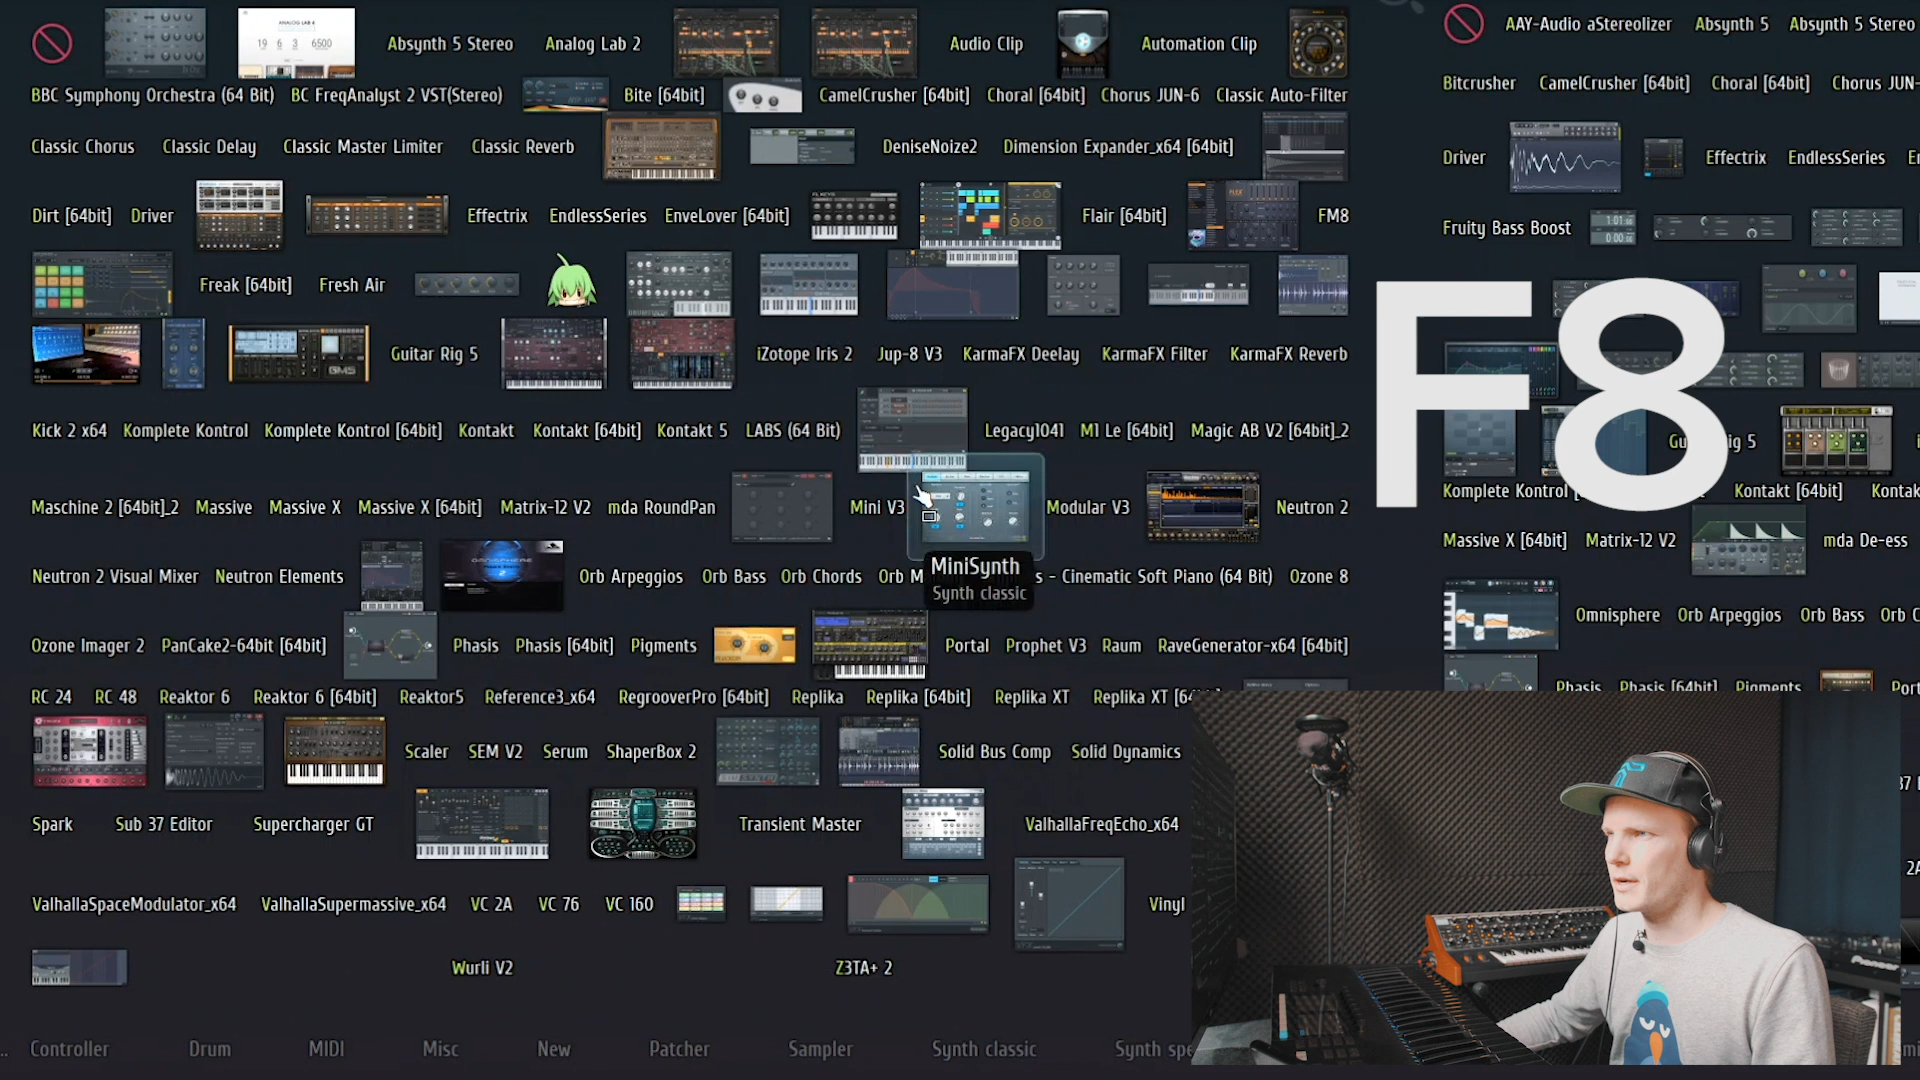 Absynth 5 Stereo Analog Lab 2 Audio Clip Automation Clip
BBC Symphony Orchestra (64 Bit) BC FreqAnalyst 2 VST(Stereo) Bite [64bit] CamelCrusher [64bit] Choral [64bit] Chorus JUN-6 Classic Auto-Filter
Classic Chorus Classic Delay Classic Master Limiter Classic Reverb DeniseNoize2 Dimension Expander_x64 [64bit]
Dirt [64bit] Driver Effectrix EndlessSeries EnveLover [64bit] Flair [64bit] FM8
Freak [64bit] Fresh Air
Guitar Rig 5 iZotope Iris 2 Jup-8 V3 KarmaFX Deelay KarmaFX Filter KarmaFX Reverb
Kick 2 x64 Komplete Kontrol Komplete Kontrol [64bit] Kontakt Kontakt [64bit] Kontakt 5 LABS (64 Bit) Legacy1041 M1 Le [64bit] Magic AB V2 [64bit]_2
Maschine 2 [64bit]_2 Massive Massive X Massive X [64bit] Matrix-12 V2 mda RoundPan Mini V3 Modular V3 Neutron 2
MiniSynth
Synth classic
Neutron 2 Visual Mixer Neutron Elements Orb Arpeggios Orb Bass Orb Chords Orb M s - Cinematic Soft Piano (64 Bit) Ozone 8
Ozone Imager 2 PanCake2-64bit [64bit] Phasis Phasis [64bit] Pigments Portal Prophet V3 Raum RaveGenerator-x64 [64bit]
RC 24 RC 48 Reaktor 6 Reaktor 6 [64bit] Reaktor5 Reference3_x64 RegrooverPro [64bit] Replika Replika [64bit] Replika XT Replika XT
Scaler SEM V2 Serum ShaperBox 2 Solid Bus Comp Solid Dynamics
Spark Sub 37 Editor Supercharger GT Transient Master ValhallaFreqEcho_x64
ValhallaSpaceModulator_x64 ValhallaSupermassive_x64 VC 2A VC 76 VC 160 Vinyl
Wurli V2 Z3TA+ 2
Controller Drum MIDI Misc New Patcher Sampler Synth classic Synth
AAY-Audio aStereolizer Absynth 5 Absynth 5 Stereo
Bitcrusher CamelCrusher [64bit] Choral [64bit] Chorus JUN-
Driver Effectrix EndlessSeries
Fruity Bass Boost
F8
Komplete Kontrol Kontakt [64bit]
Massive X [64bit] Matrix-12 V2 mda De-ess
Omnisphere Orb Arpeggios Orb Bass Orb
Phasis Phasis [64bit] Pigments